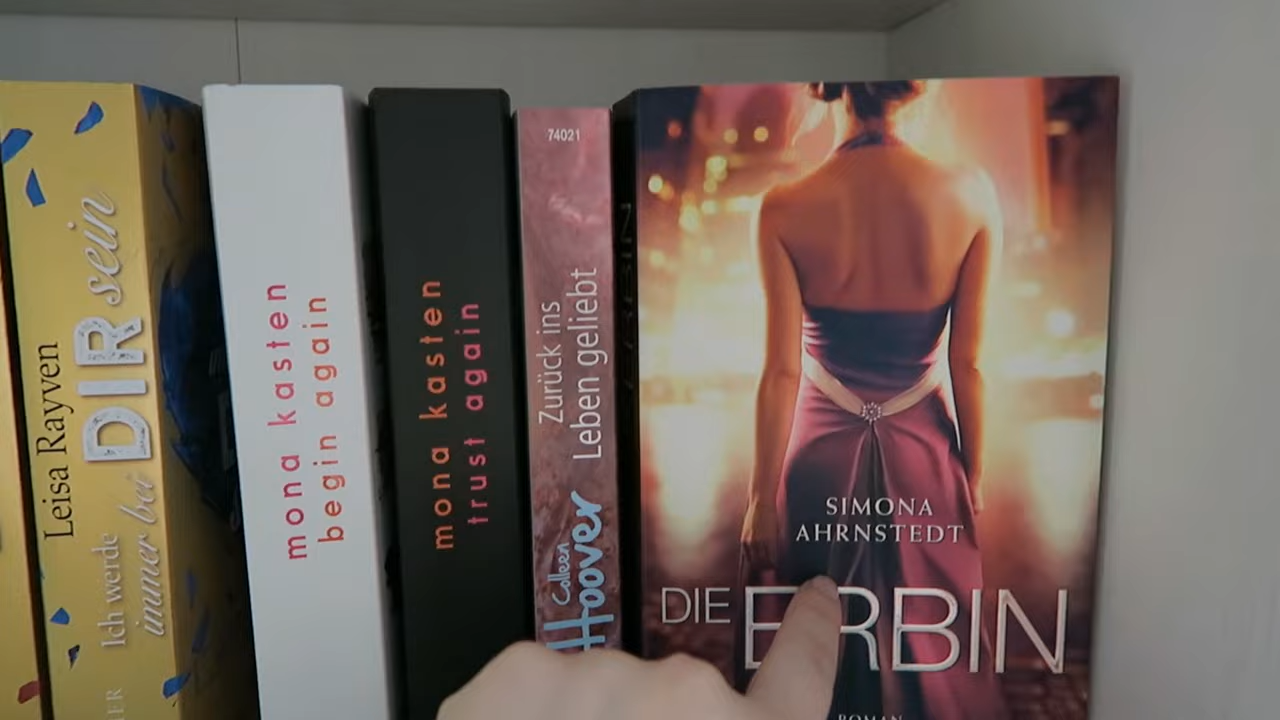 Leisa Rayven
Ich werde
immer bei
DIR sein
mona kasten
begin again
mona kasten
trust again
74021
Zurück ins
Leben geliebt
Colleen
Hoover
SIMONA
AHRNSTEDT
DIE ERBIN
ROMAN